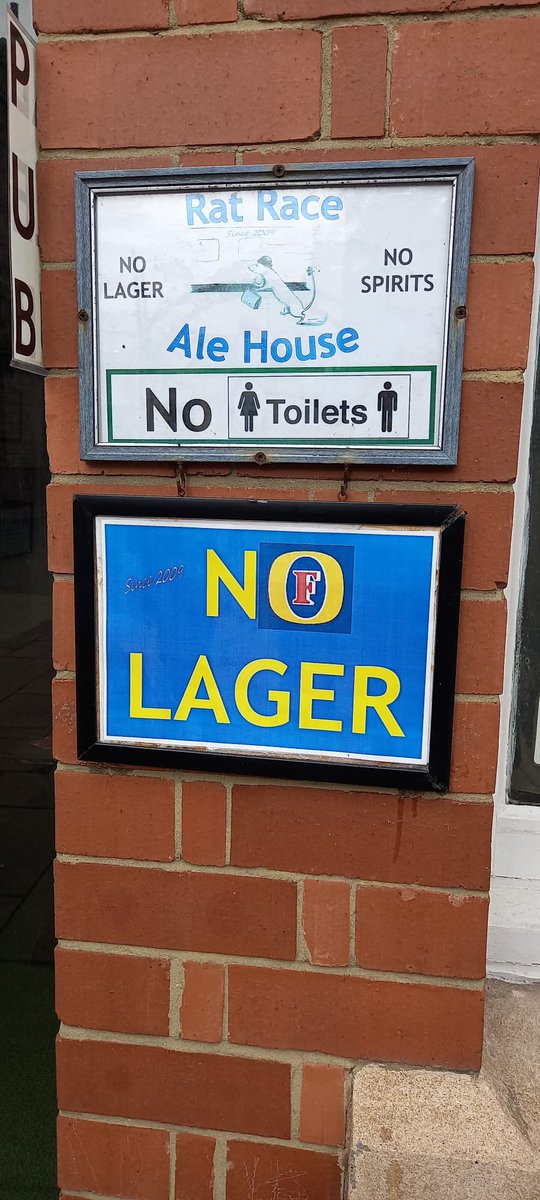 PUB
Rat Race
Since 2009
NO
LAGER
NO
SPIRITS
Ale House
No Toilets
Since 2009
NO
F
LAGER